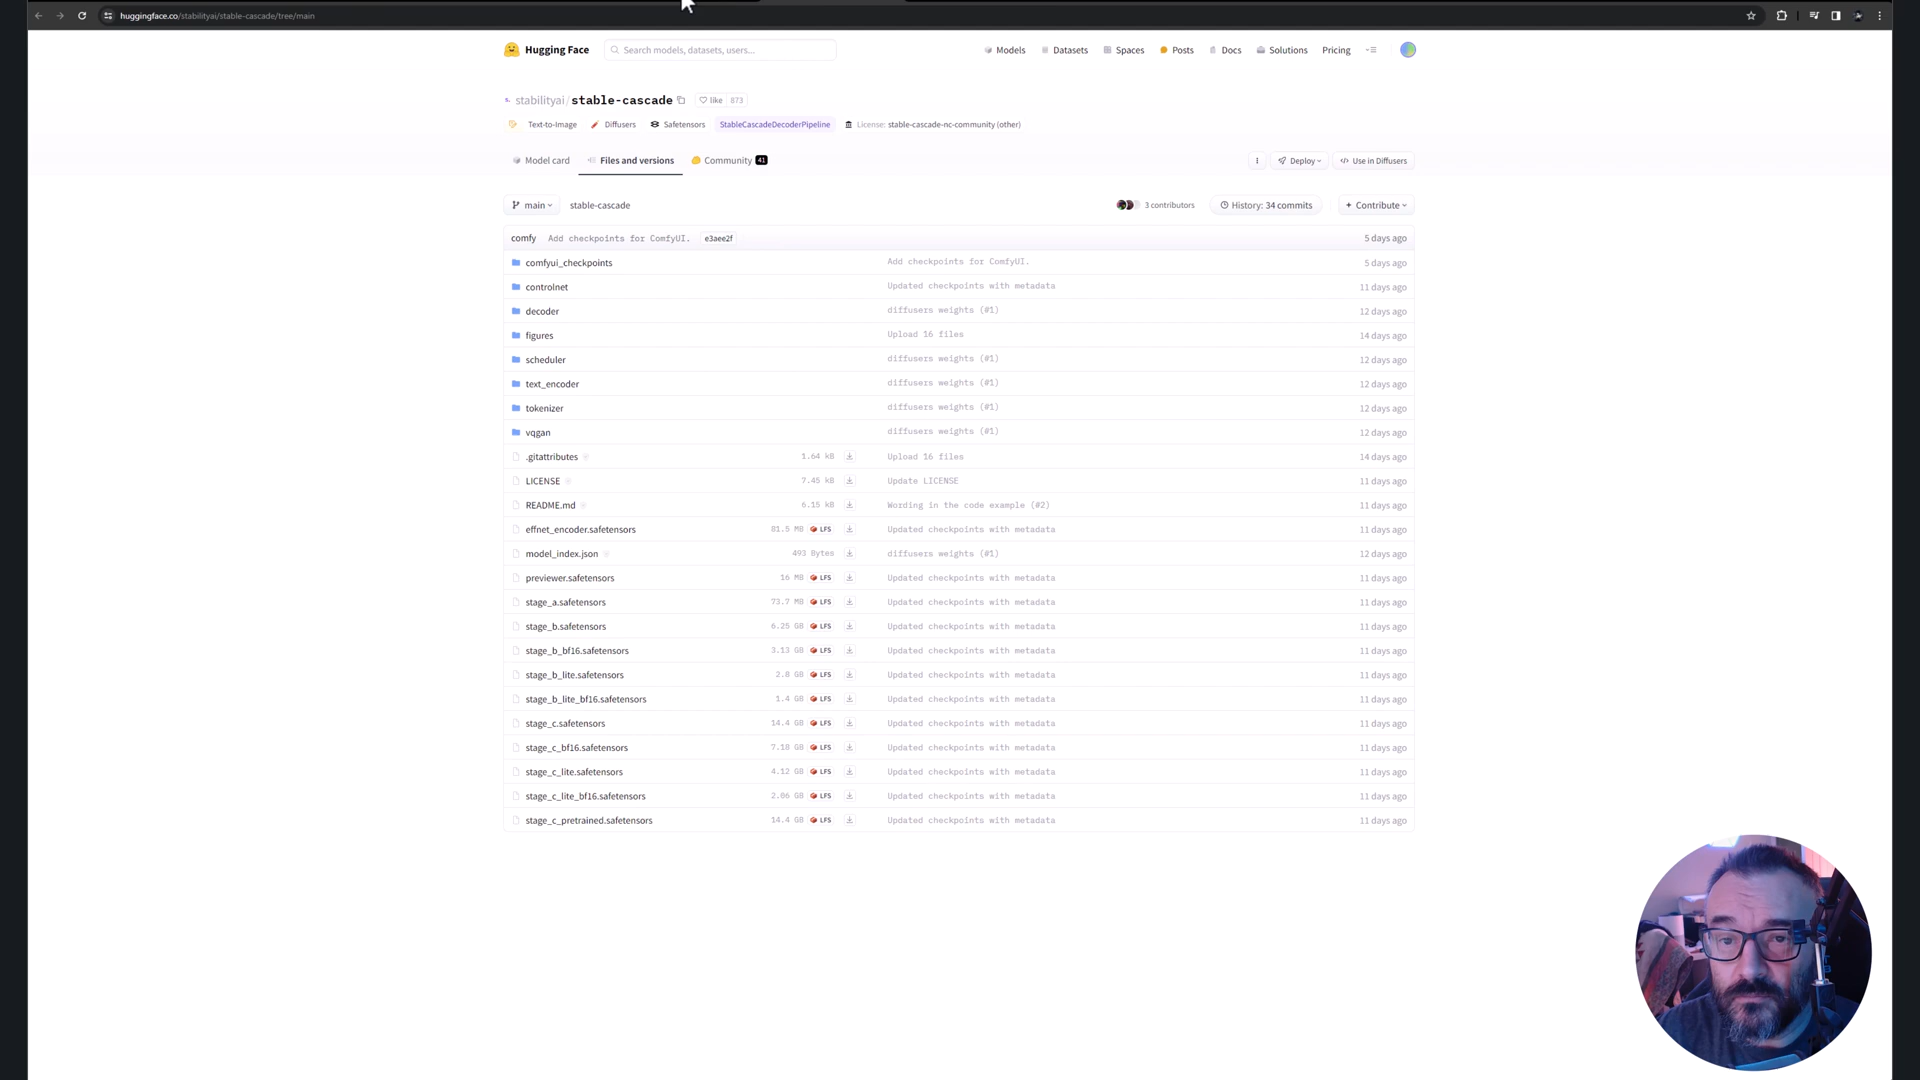 huggingface.co/stabilityai/stable-cascade/tree/main
Hugging Face
Search models, datasets, users...
Models
Datasets
Spaces
Posts
Docs
Solutions
Pricing
stabilityai/stable-cascade
like 873
Text-to-Image
Diffusers
Safetensors
StableCascadeDecoderPipeline
License: stable-cascade-nc-community (other)
Model card
Files and versions
Community 41
Deploy
Use in Diffusers
main
stable-cascade
3 contributors
History: 34 commits
+ Contribute
comfy Add checkpoints for ComfyUI. e3aee2f 5 days ago
comfyui_checkpoints Add checkpoints for ComfyUI. 5 days ago
controlnet Updated checkpoints with metadata 11 days ago
decoder diffusers weights (#1) 12 days ago
figures Upload 16 files 14 days ago
scheduler diffusers weights (#1) 12 days ago
text_encoder diffusers weights (#1) 12 days ago
tokenizer diffusers weights (#1) 12 days ago
vqgan diffusers weights (#1) 12 days ago
.gitattributes 1.64 kB Upload 16 files 14 days ago
LICENSE 7.45 kB Update LICENSE 11 days ago
README.md 6.15 kB Wording in the code example (#2) 11 days ago
effnet_encoder.safetensors 81.5 MB LFS Updated checkpoints with metadata 11 days ago
model_index.json 493 Bytes diffusers weights (#1) 12 days ago
previewer.safetensors 16 MB LFS Updated checkpoints with metadata 11 days ago
stage_a.safetensors 73.7 MB LFS Updated checkpoints with metadata 11 days ago
stage_b.safetensors 6.25 GB LFS Updated checkpoints with metadata 11 days ago
stage_b_bf16.safetensors 3.13 GB LFS Updated checkpoints with metadata 11 days ago
stage_b_lite.safetensors 2.8 GB LFS Updated checkpoints with metadata 11 days ago
stage_b_lite_bf16.safetensors 1.4 GB LFS Updated checkpoints with metadata 11 days ago
stage_c.safetensors 14.4 GB LFS Updated checkpoints with metadata 11 days ago
stage_c_bf16.safetensors 7.18 GB LFS Updated checkpoints with metadata 11 days ago
stage_c_lite.safetensors 4.12 GB LFS Updated checkpoints with metadata 11 days ago
stage_c_lite_bf16.safetensors 2.06 GB LFS Updated checkpoints with metadata 11 days ago
stage_c_pretrained.safetensors 14.4 GB LFS Updated checkpoints with metadata 11 days ago